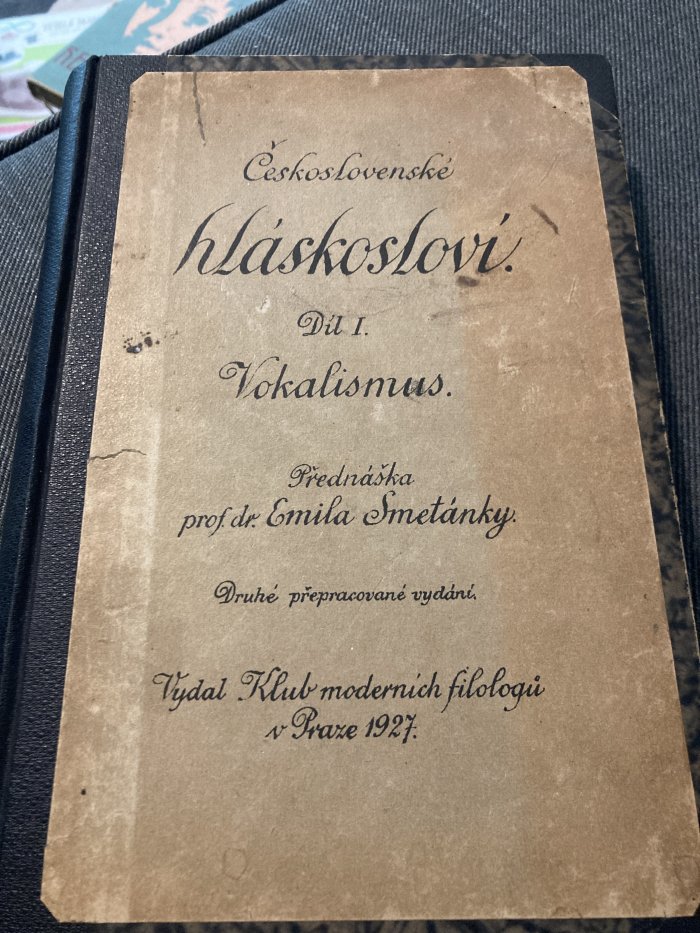 Československé
hláskosloví.
Díl I.
Vokalismus.
Přednáška
prof. dr. Emila Smetánky.
Druhé přepracované vydání.
Vydal Klub moderních filologů
v Praze 1927.